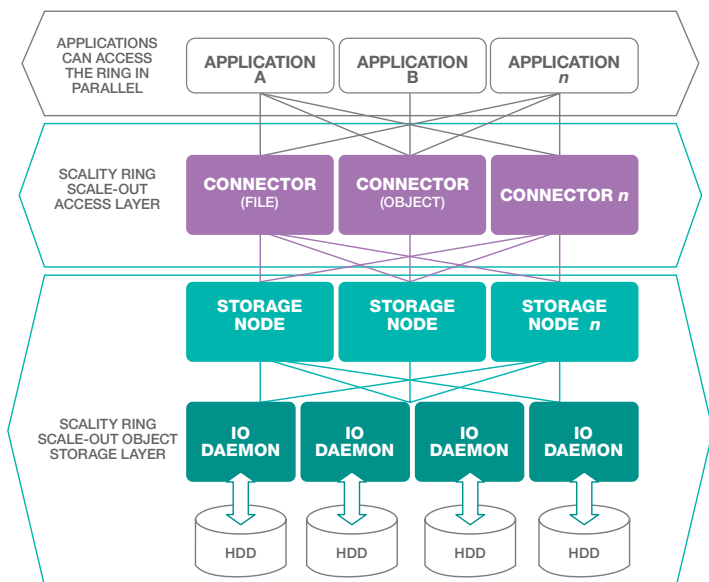 APPLICATIONS
CAN ACCESS
THE RING IN
PARALLEL
APPLICATION
A
APPLICATION
B
APPLICATION
n
SCALITY RING
SCALE-OUT
ACCESS LAYER
CONNECTOR
(FILE)
CONNECTOR
(OBJECT)
CONNECTOR n
STORAGE
NODE
STORAGE
NODE
STORAGE
NODE n
SCALITY RING
SCALE-OUT OBJECT
STORAGE LAYER
IO
DAEMON
IO
DAEMON
IO
DAEMON
IO
DAEMON
HDD
HDD
HDD
HDD